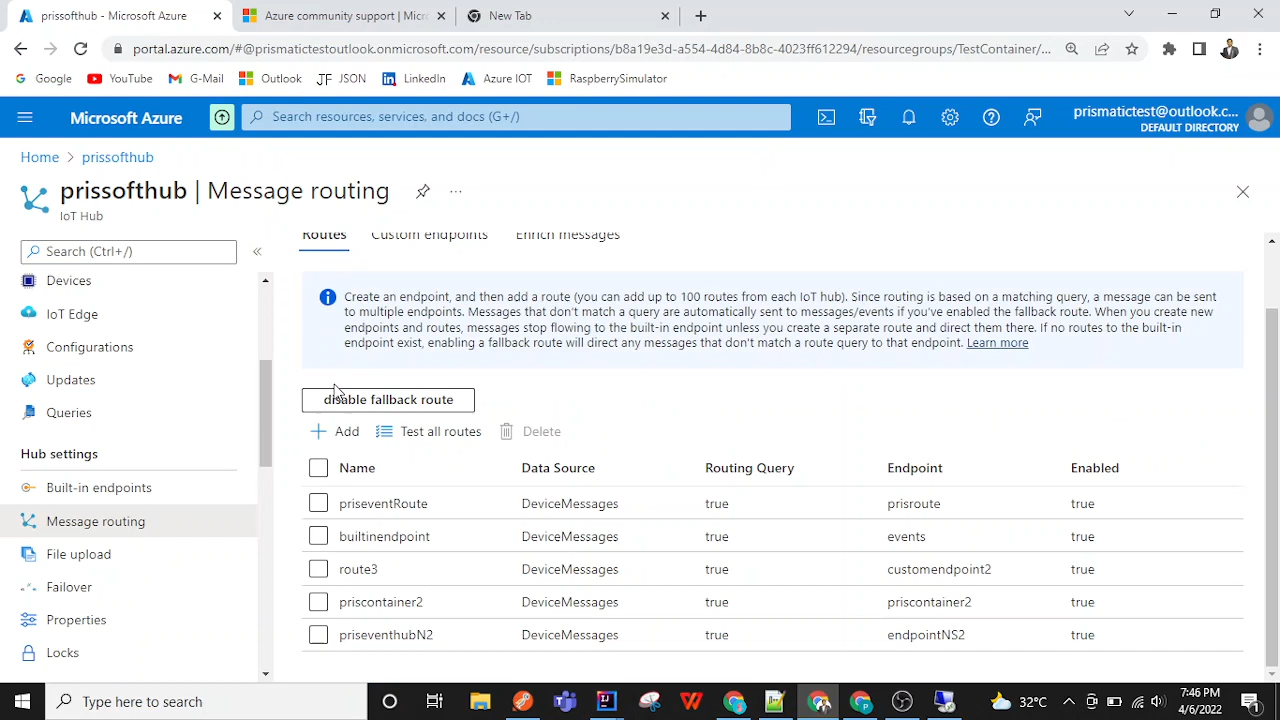 prissofthub - Microsoft Azure
Azure community support | Micr
New Tab
portal.azure.com/#@prismatictestoutlook.onmicrosoft.com/resource/subscriptions/b8a19e3d-a554-4d84-8b8c-4023ff612294/resourcegroups/TestContainer/...
Google
YouTube
G-Mail
Outlook
JSON
LinkedIn
Azure IOT
RaspberySimulator
Microsoft Azure
Search resources, services, and docs (G+/)
prismatictest@outlook.c...
DEFAULT DIRECTORY
Home > prissofthub
prissofthub | Message routing
IoT Hub
Search (Ctrl+/)
«
Devices
IoT Edge
Configurations
Updates
Queries
Hub settings
Built-in endpoints
Message routing
File upload
Failover
Properties
Locks
Routes Custom endpoints Enrich messages
Create an endpoint, and then add a route (you can add up to 100 routes from each IoT hub). Since routing is based on a matching query, a message can be sent
to multiple endpoints. Messages that don't match a query are automatically sent to messages/events if you've enabled the fallback route. When you create new
endpoints and routes, messages stop flowing to the built-in endpoint unless you create a separate route and direct them there. If no routes to the built-in
endpoint exist, enabling a fallback route will direct any messages that don't match a route query to that endpoint. Learn more
disable fallback route
Add Test all routes Delete
Name Data Source Routing Query Endpoint Enabled
priseventRoute DeviceMessages true prisroute true
builtinendpoint DeviceMessages true events true
route3 DeviceMessages true customendpoint2 true
priscontainer2 DeviceMessages true priscontainer2 true
priseventhubN2 DeviceMessages true endpointNS2 true
Type here to search
32°C
7:46 PM
4/6/2022
1